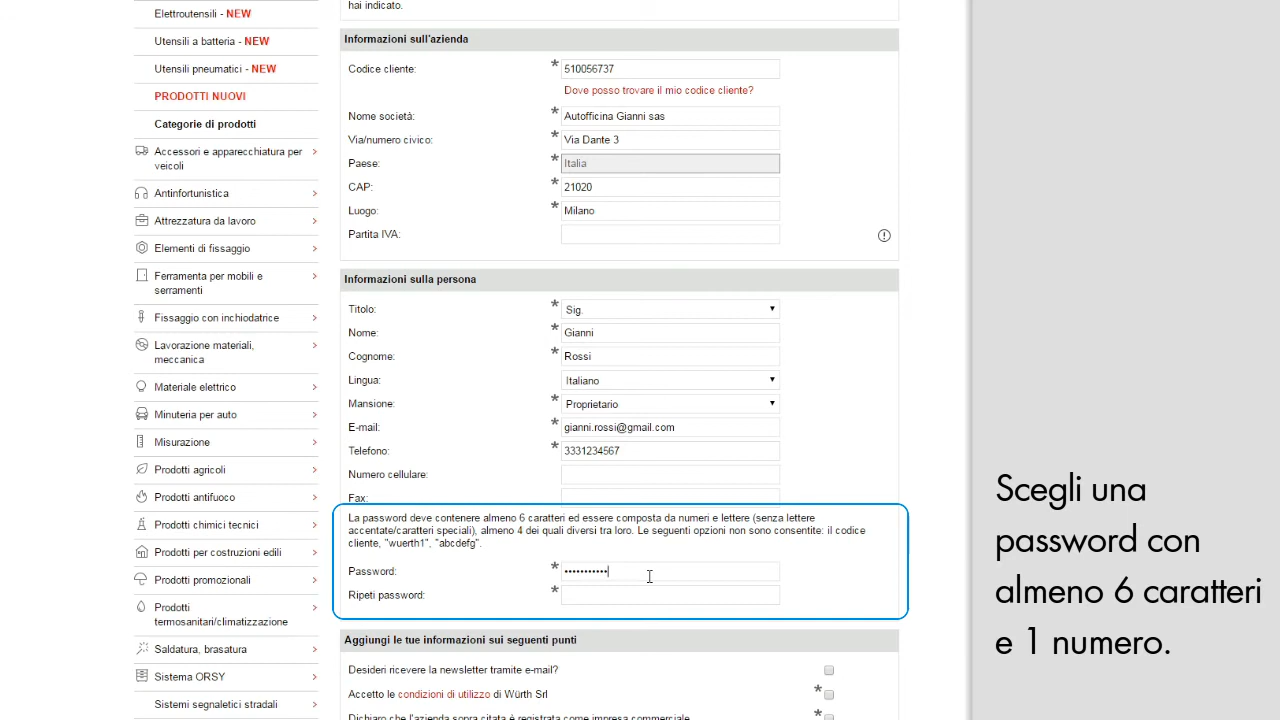 Elettroutensili - NEW
Utensili a batteria - NEW
Utensili pneumatici - NEW
PRODOTTI NUOVI
Categorie di prodotti
Accessori e apparecchiatura per
veicoli
Antinfortunistica
Attrezzatura da lavoro
Elementi di fissaggio
Ferramenta per mobili e
serramenti
Fissaggio con inchiodatrice
Lavorazione materiali,
meccanica
Materiale elettrico
Minuteria per auto
Misurazione
Prodotti agricoli
Prodotti antifuoco
Prodotti chimici tecnici
Prodotti per costruzioni edili
Prodotti promozionali
Prodotti
termosanitari/climatizzazione
Saldatura, brasatura
Sistema ORSY
Sistemi segnaletici stradali
hai indicato.
Informazioni sull'azienda
Codice cliente: * 510056737
Dove posso trovare il mio codice cliente?
Nome società: * Autofficina Gianni sas
Via/numero civico: * Via Dante 3
Paese: * Italia
CAP: * 21020
Luogo: * Milano
Partita IVA:
Informazioni sulla persona
Titolo: * Sig.
Nome: * Gianni
Cognome: * Rossi
Lingua: Italiano
Mansione: * Proprietario
E-mail: * gianni.rossi@gmail.com
Telefono: * 3331234567
Numero cellulare:
Fax:
La password deve contenere almeno 6 caratteri ed essere composta da numeri e lettere (senza lettere
accentate/caratteri speciali), almeno 4 dei quali diversi tra loro. Le seguenti opzioni non sono consentite: il codice
cliente, "wuerth1", "abcdefg".
Password: * •••••••••••
Ripeti password: *
Aggiungi le tue informazioni sui seguenti punti
Desideri ricevere la newsletter tramite e-mail?
Accetto le condizioni di utilizzo di Würth Srl *
Dichiaro che l'azienda sopra citata è registrata come impresa commerciale *
Scegli una
password con
almeno 6 caratteri
e 1 numero.